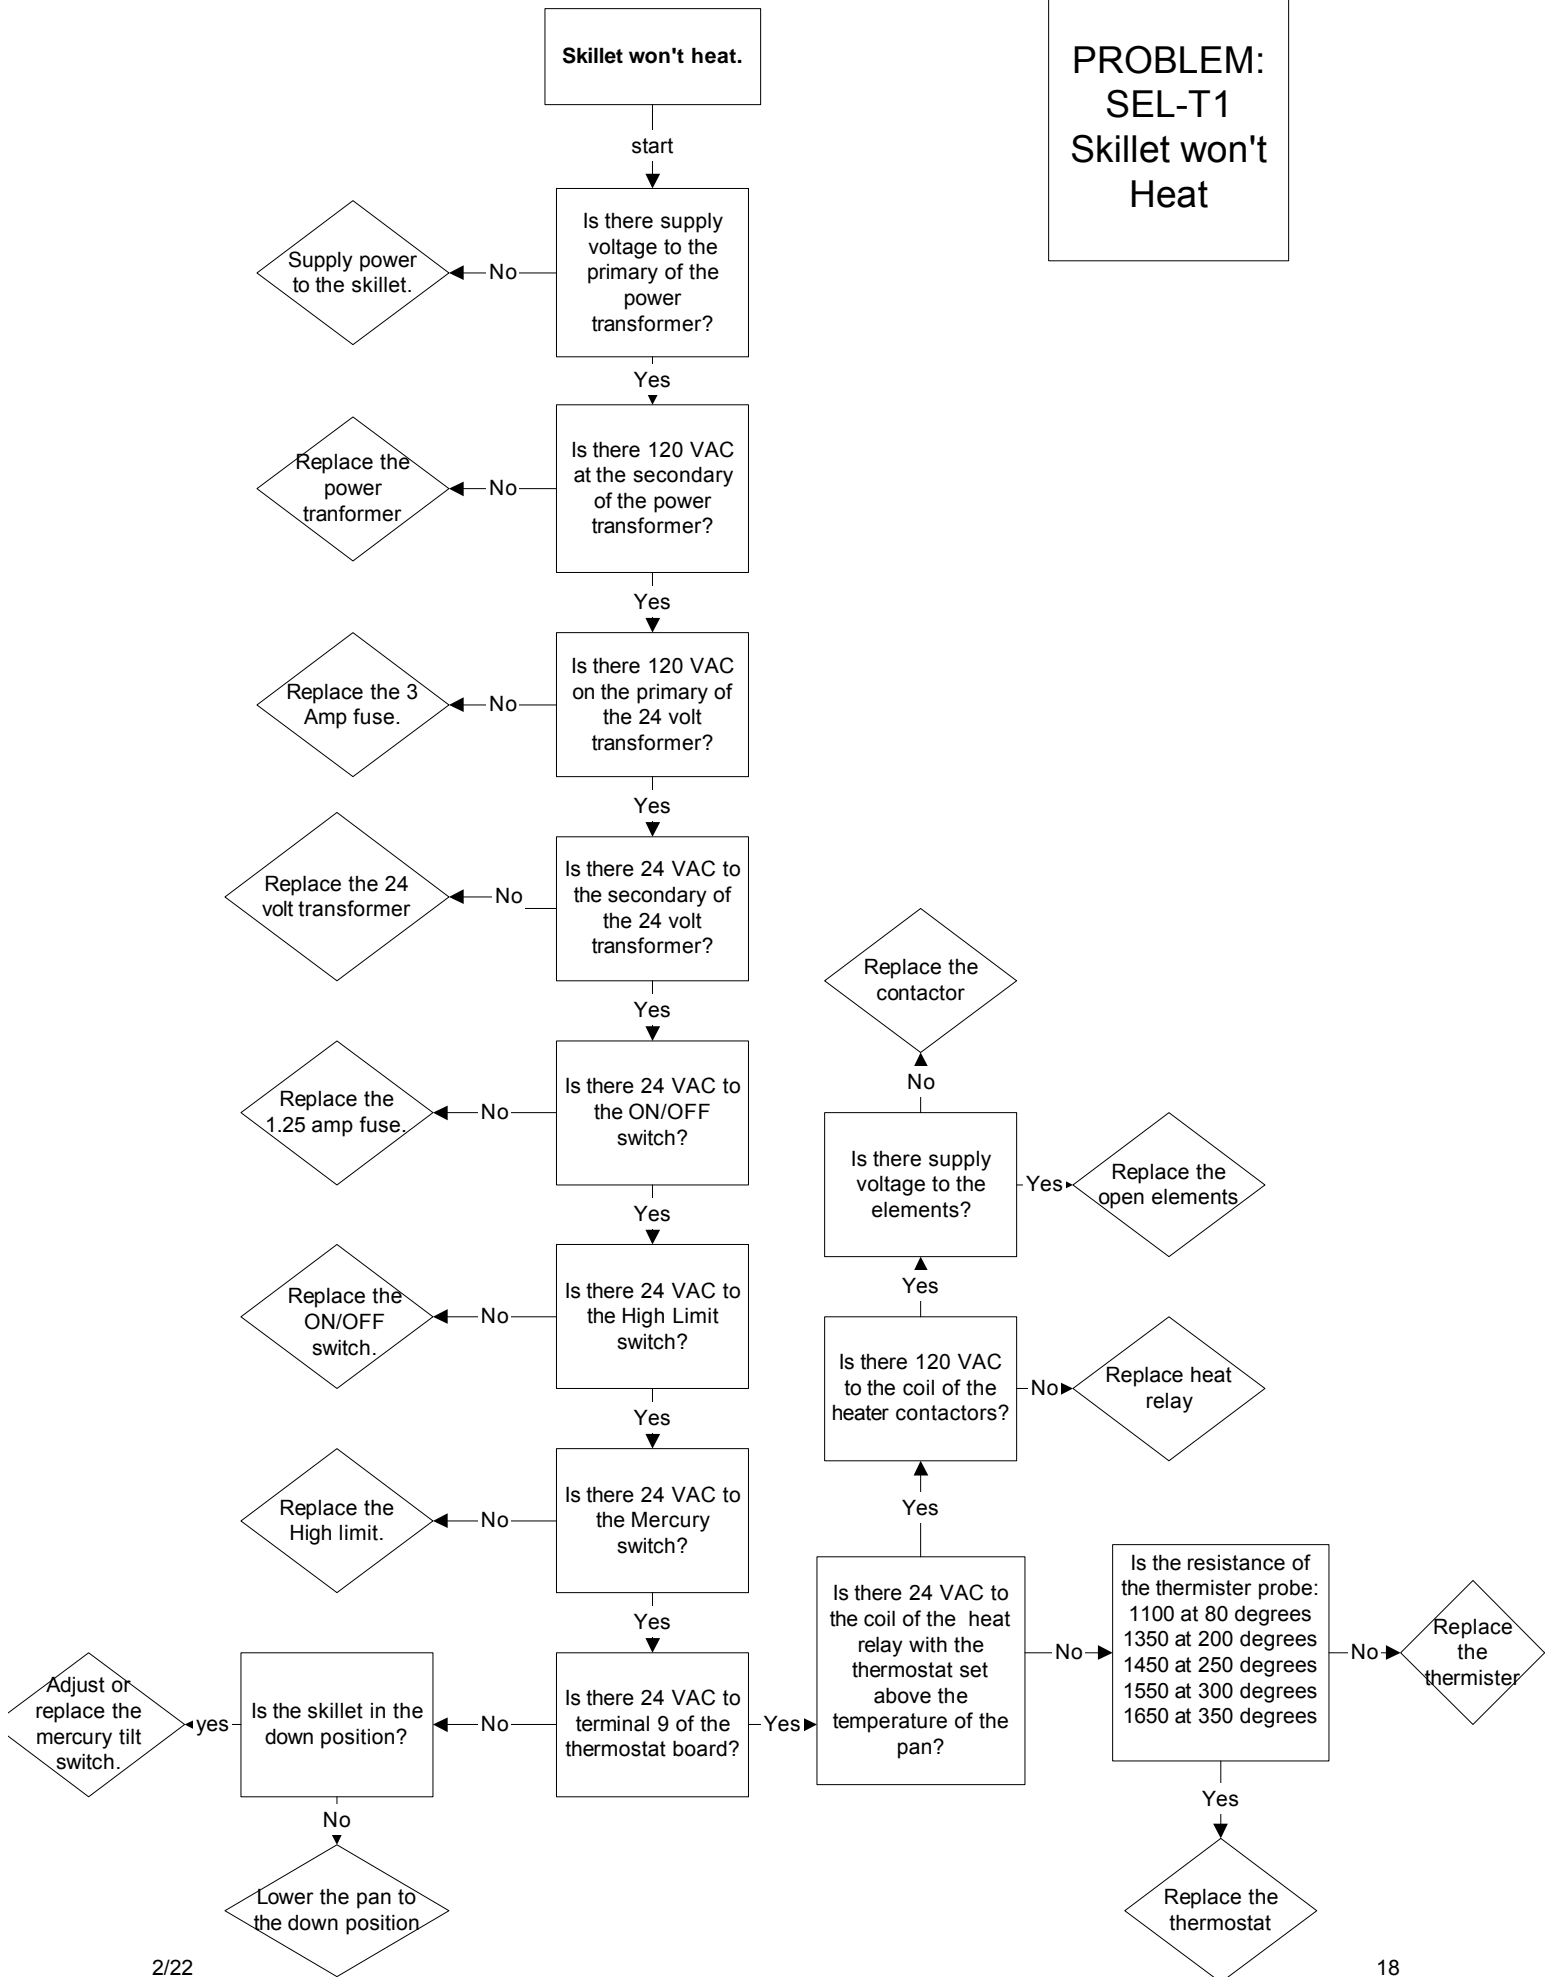 Skillet won't heat.
PROBLEM:
SEL-T1
Skillet won't
Heat
start
Is there supply
voltage to the
primary of the
power
transformer?
No
Supply power
to the skillet.
Yes
Is there 120 VAC
at the secondary
of the power
transformer?
No
Replace the
power
tranformer
Yes
Is there 120 VAC
on the primary of
the 24 volt
transformer?
No
Replace the 3
Amp fuse.
Yes
Is there 24 VAC to
the secondary of
the 24 volt
transformer?
No
Replace the 24
volt transformer
Yes
Is there 24 VAC to
the ON/OFF
switch?
No
Replace the
1.25 amp fuse.
Yes
Is there 24 VAC to
the High Limit
switch?
No
Replace the
ON/OFF
switch.
Yes
Is there 24 VAC to
the Mercury
switch?
No
Replace the
High limit.
Yes
Is there 24 VAC to
terminal 9 of the
thermostat board?
No
Is the skillet in the
down position?
yes
Adjust or
replace the
mercury tilt
switch.
No
Lower the pan to
the down position
Yes
Is there 24 VAC to
the coil of the heat
relay with the
thermostat set
above the
temperature of the
pan?
Yes
Is there 120 VAC
to the coil of the
heater contactors?
No
Replace heat
relay
Yes
Is there supply
voltage to the
elements?
Yes
Replace the
open elements
No
Replace the
contactor
No
Is the resistance of
the thermister probe:
1100 at 80 degrees
1350 at 200 degrees
1450 at 250 degrees
1550 at 300 degrees
1650 at 350 degrees
No
Replace
the
thermister
Yes
Replace the
thermostat
2/22
18